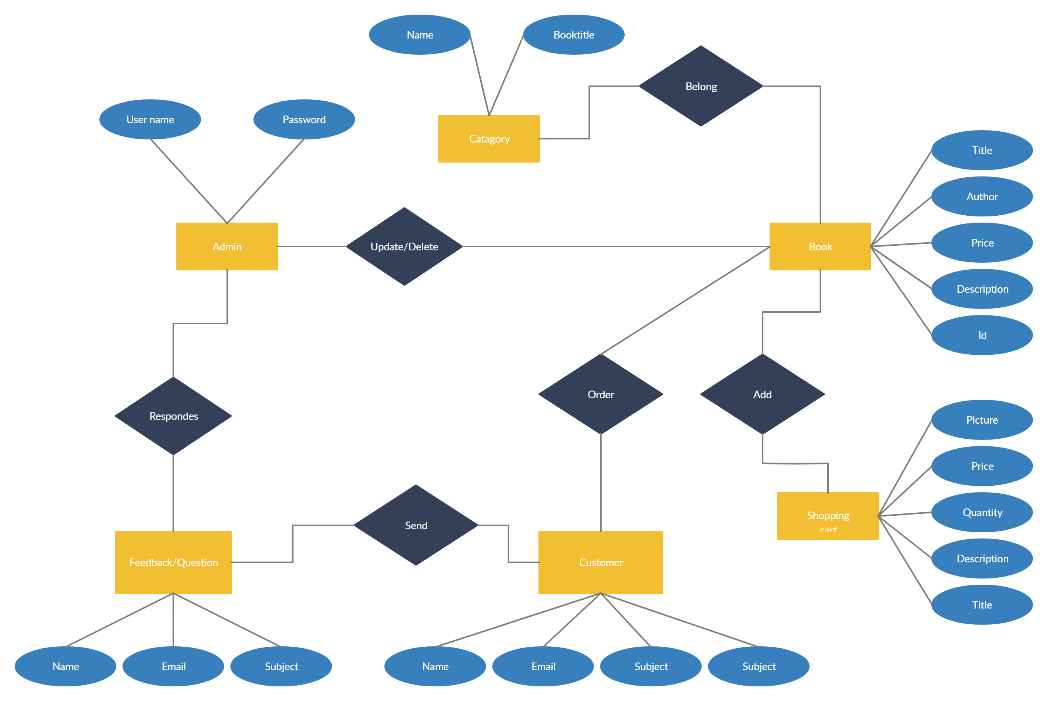 Name
Booktitle
Belong
User name
Password
Catagory
Title
Author
Admin
Update/Delete
Book
Price
Description
Id
Respondes
Order
Add
Picture
Price
Shopping
cart
Quantity
Send
Feedback/Question
Customer
Description
Title
Name
Email
Subject
Name
Email
Subject
Subject